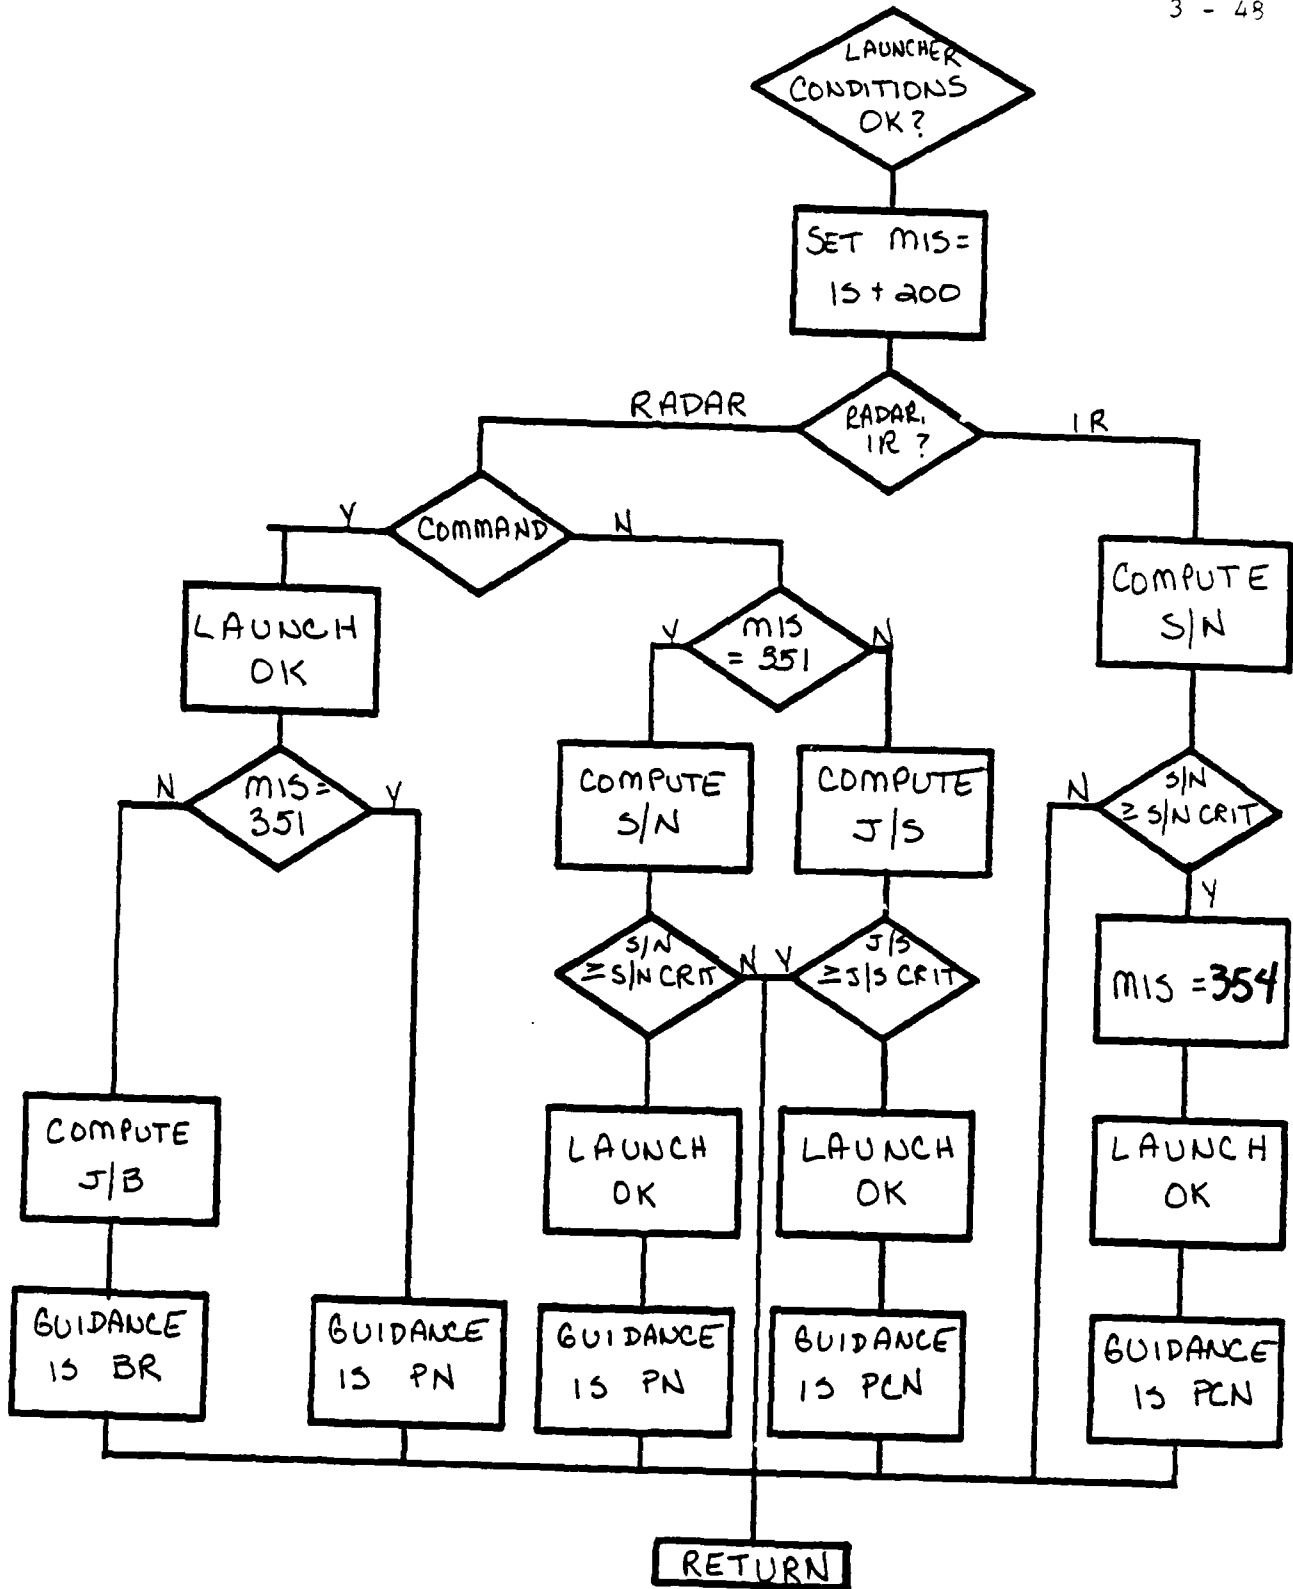 3 - 48
LAUNCHER
CONDITIONS
OK?
SET MIS=
IS + 200
RADAR
RADAR,
IR ?
IR
Y
COMMAND
N
LAUNCH
OK
Y
MIS
= 351
N
COMPUTE
S/N
N
MIS=
351
Y
COMPUTE
S/N
COMPUTE
J/S
N
S/N
≥ S/N CRIT
Y
S/N
≥ S/N CRIT
N
Y
J/S
≥ J/S CRIT
MIS = 354
COMPUTE
J/B
LAUNCH
OK
LAUNCH
OK
LAUNCH
OK
GUIDANCE
IS BR
GUIDANCE
IS PN
GUIDANCE
IS PN
GUIDANCE
IS PCN
GUIDANCE
IS PCN
RETURN